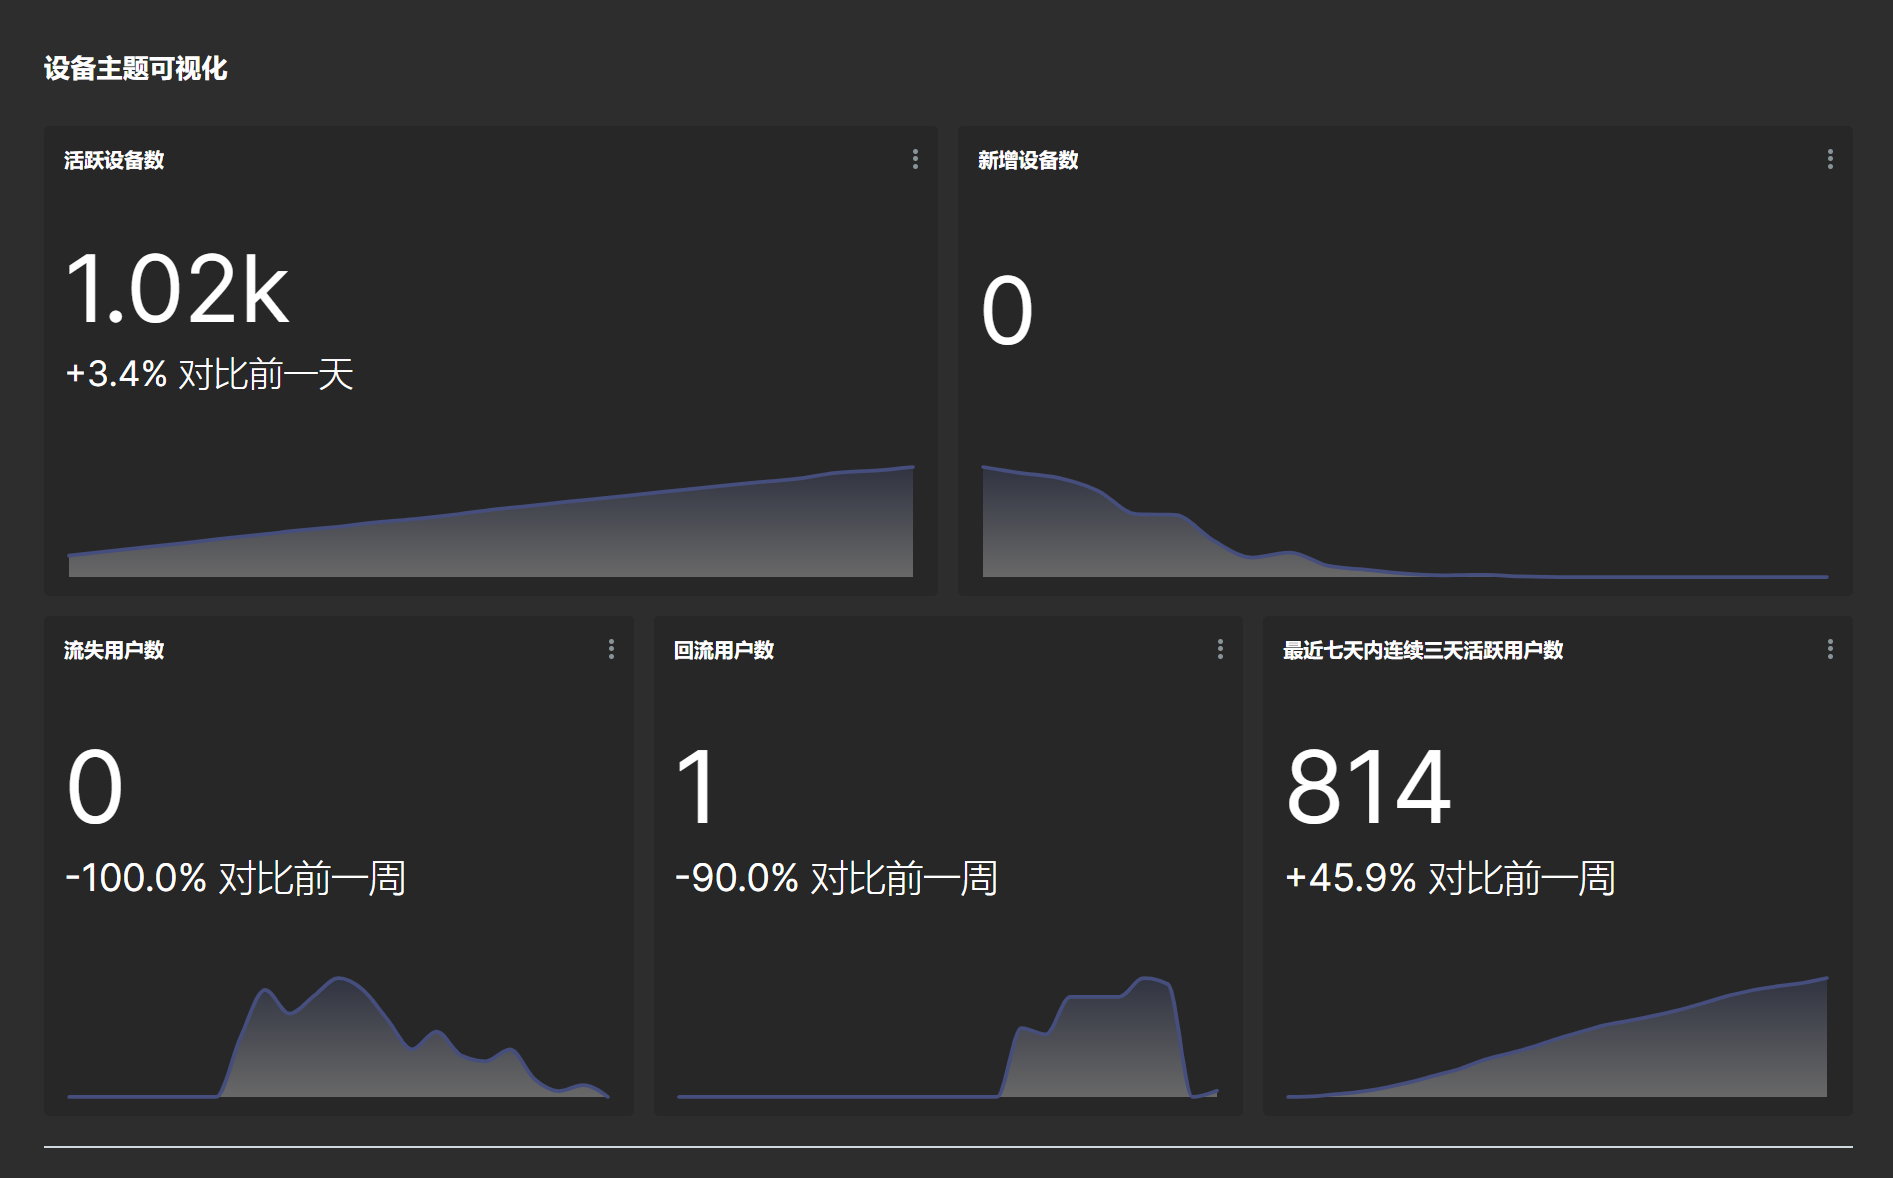 设备主题可视化
活跃设备数
1.02k
+3.4% 对比前一天
新增设备数
0
流失用户数
0
-100.0% 对比前一周
回流用户数
1
-90.0% 对比前一周
最近七天内连续三天活跃用户数
814
+45.9% 对比前一周